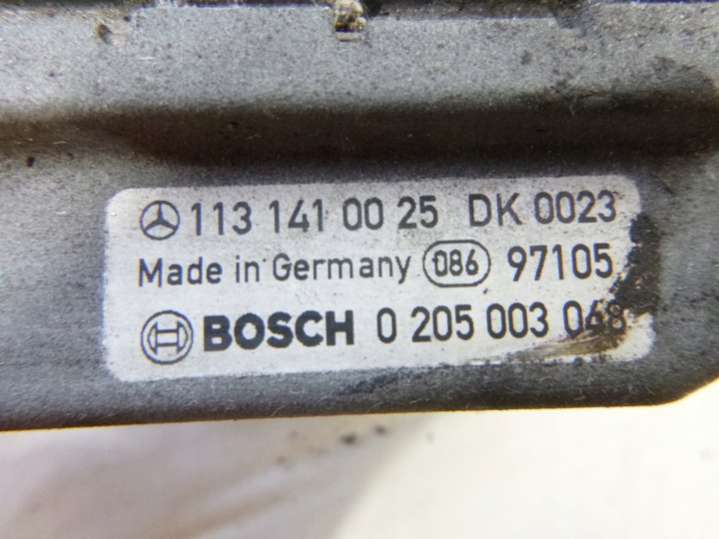 113 141 00 25 DK 0023
Made in Germany 086 97105
BOSCH 0 205 003 048